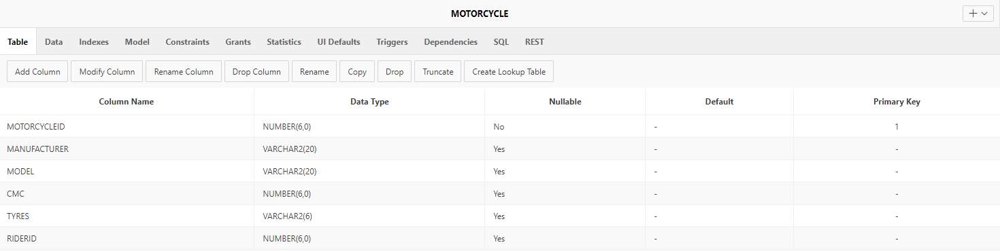 MOTORCYCLE
Table Data Indexes Model Constraints Grants Statistics UI Defaults Triggers Dependencies SQL REST
Add Column Modify Column Rename Column Drop Column Rename Copy Drop Truncate Create Lookup Table
Column Name Data Type Nullable Default Primary Key
MOTORCYCLEID NUMBER(6,0) No - 1
MANUFACTURER VARCHAR2(20) Yes - -
MODEL VARCHAR2(20) Yes - -
CMC NUMBER(6,0) Yes - -
TYRES VARCHAR2(6) Yes - -
RIDERID NUMBER(6,0) Yes - -